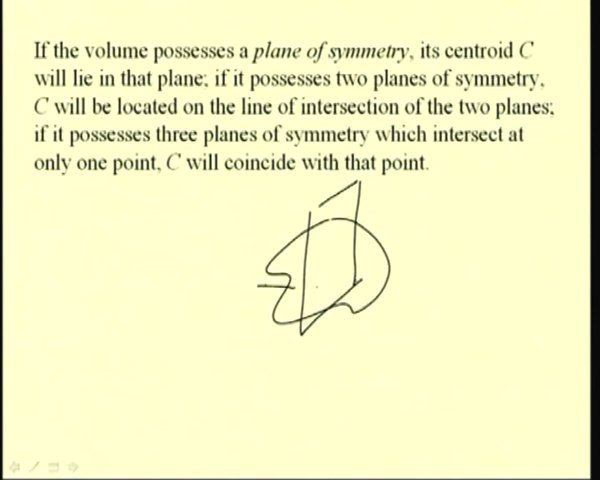 If the volume possesses a plane of symmetry, its centroid C
will lie in that plane; if it possesses two planes of symmetry,
C will be located on the line of intersection of the two planes;
if it possesses three planes of symmetry which intersect at
only one point, C will coincide with that point.